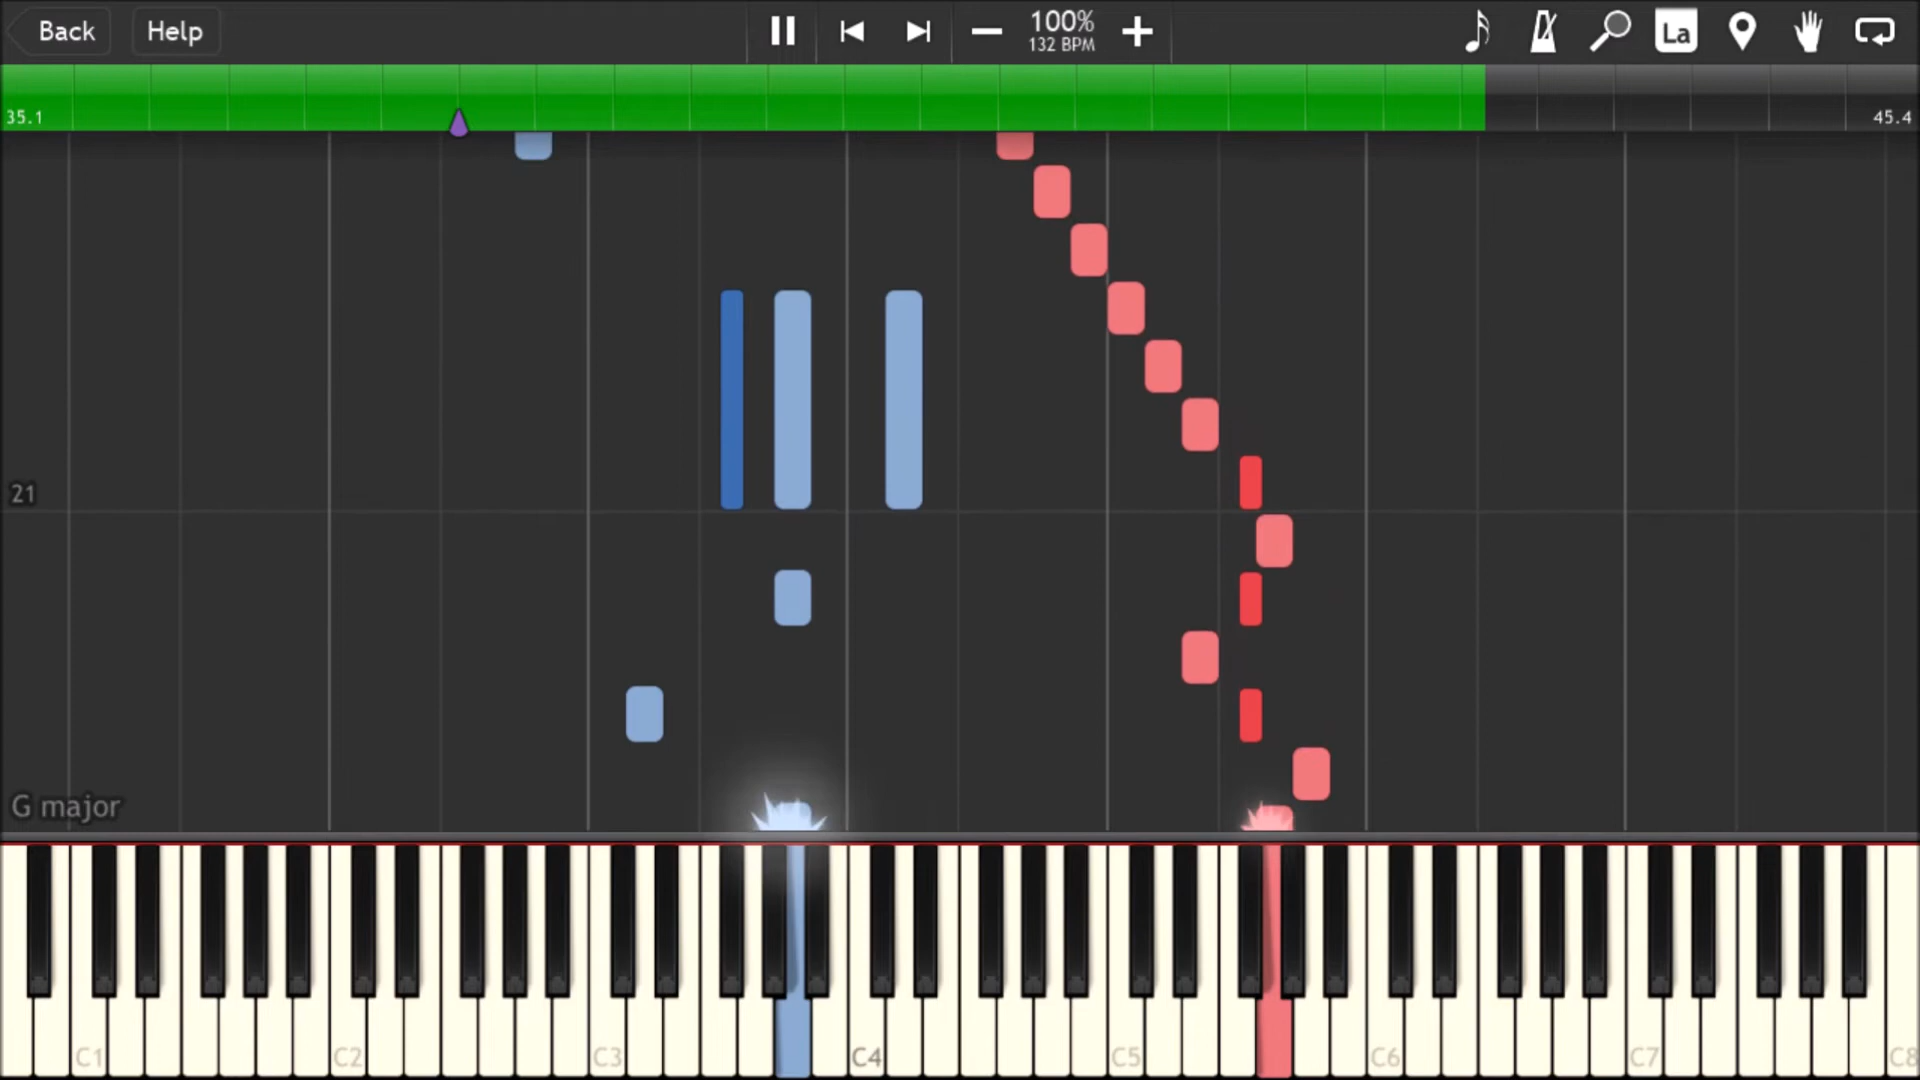 Back
Help
100%
132 BPM
La
35.1
45.4
21
G major
C1
C2
C3
C4
C5
C6
C7
C8